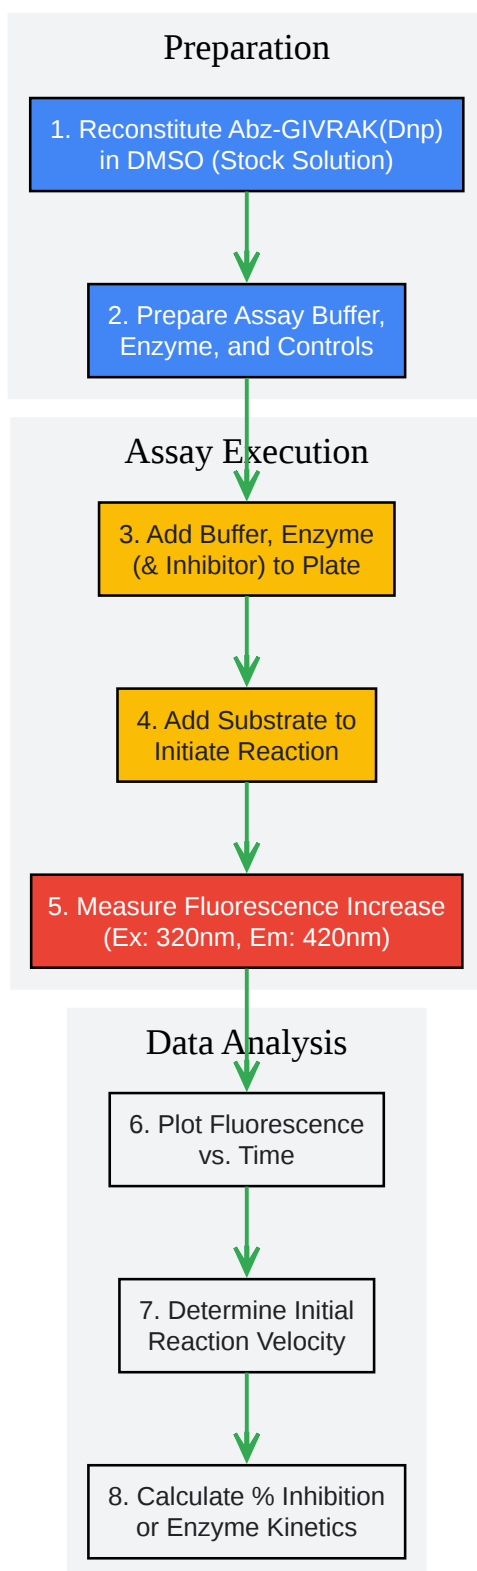 Preparation
1. Reconstitute Abz-GIVRAK(Dnp)
in DMSO (Stock Solution)
2. Prepare Assay Buffer,
Enzyme, and Controls
Assay Execution
3. Add Buffer, Enzyme
(& Inhibitor) to Plate
4. Add Substrate to
Initiate Reaction
5. Measure Fluorescence Increase
(Ex: 320nm, Em: 420nm)
Data Analysis
6. Plot Fluorescence
vs. Time
7. Determine Initial
Reaction Velocity
8. Calculate % Inhibition
or Enzyme Kinetics